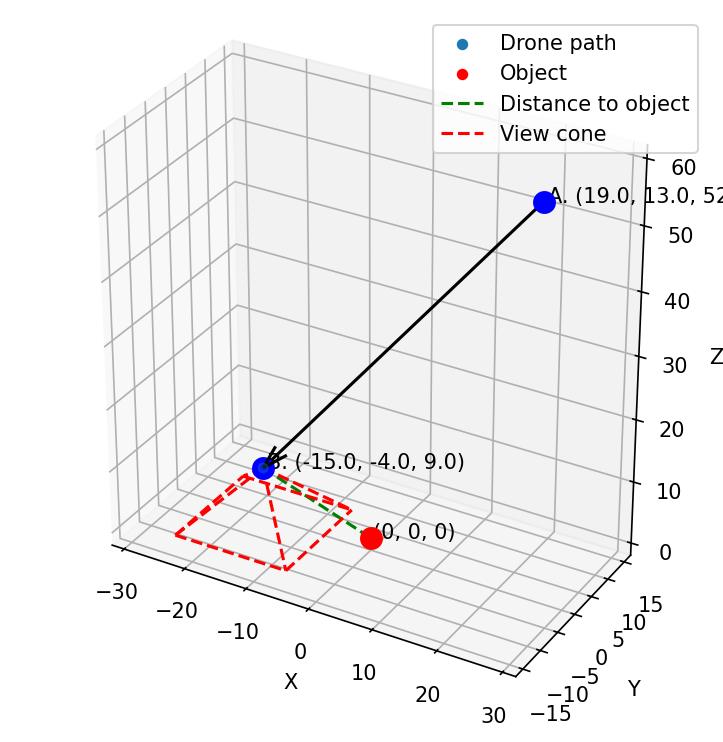 Drone path
Object
Distance to object
View cone
A. (19.0, 13.0, 52
(-15.0, -4.0, 9.0)
(0, 0, 0)
60
50
40
30
20
10
0
Z
−30
−20
−10
0
10
20
30
X
15
10
5
0
−5
−10
−15
Y